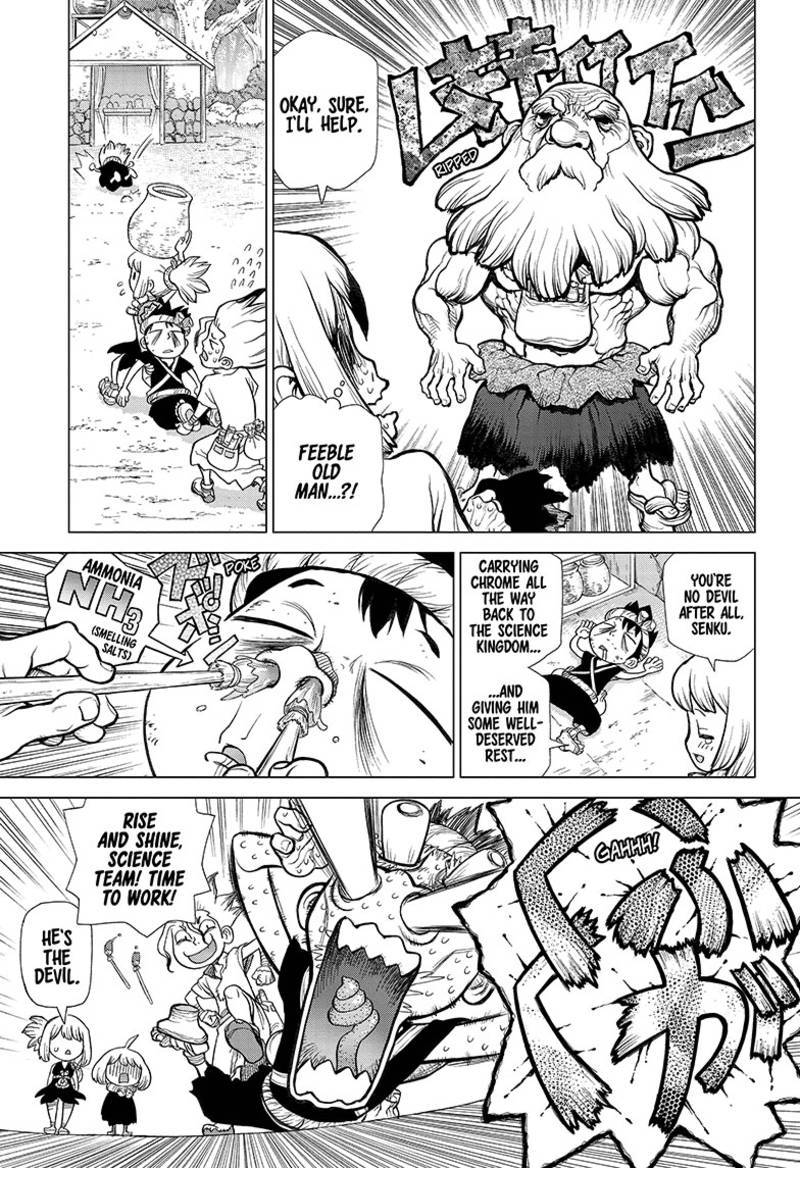 OKAY. SURE,
I'LL HELP.
RIPPED
FEEBLE
OLD
MAN...?!
YOU'RE
NO DEVIL
AFTER ALL,
SENKU.
CARRYING
CHROME ALL
THE WAY
BACK TO
THE SCIENCE
KINGDOM...
...AND
GIVING HIM
SOME WELL-
DESERVED
REST...
POKE
AMMONIA
NH3
(SMELLING
SALTS)
GAHHH!
RISE
AND SHINE,
SCIENCE
TEAM! TIME
TO WORK!
HE'S
THE
DEVIL.